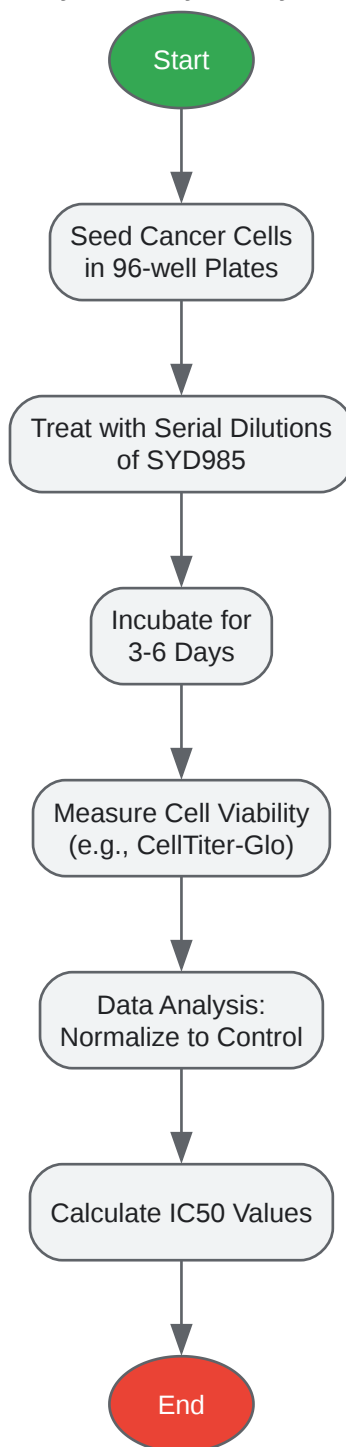 Start
Seed Cancer Cells
in 96-well Plates
Treat with Serial Dilutions
of SYD985
Incubate for
3-6 Days
Measure Cell Viability
(e.g., CellTiter-Glo)
Data Analysis:
Normalize to Control
Calculate IC50 Values
End